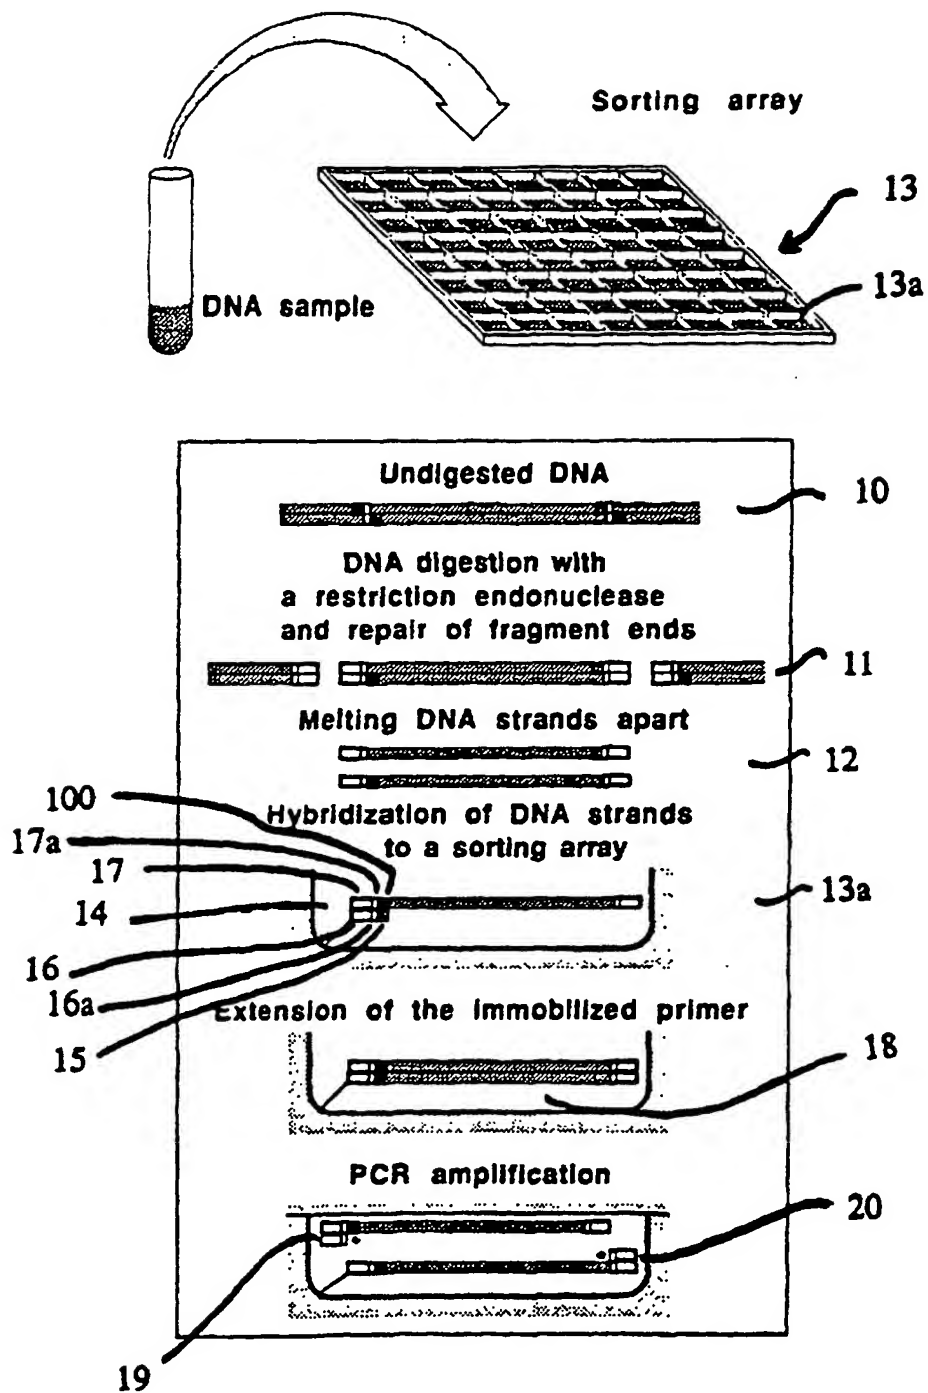 Sorting array
13
13a
DNA sample
Undigested DNA
10
DNA digestion with
a restriction endonuclease
and repair of fragment ends
11
Melting DNA strands apart
12
100
Hybridization of DNA strands
17a
to a sorting array
17
14
13a
16
16a
Extension of the immobilized primer
15
18
PCR amplification
20
19